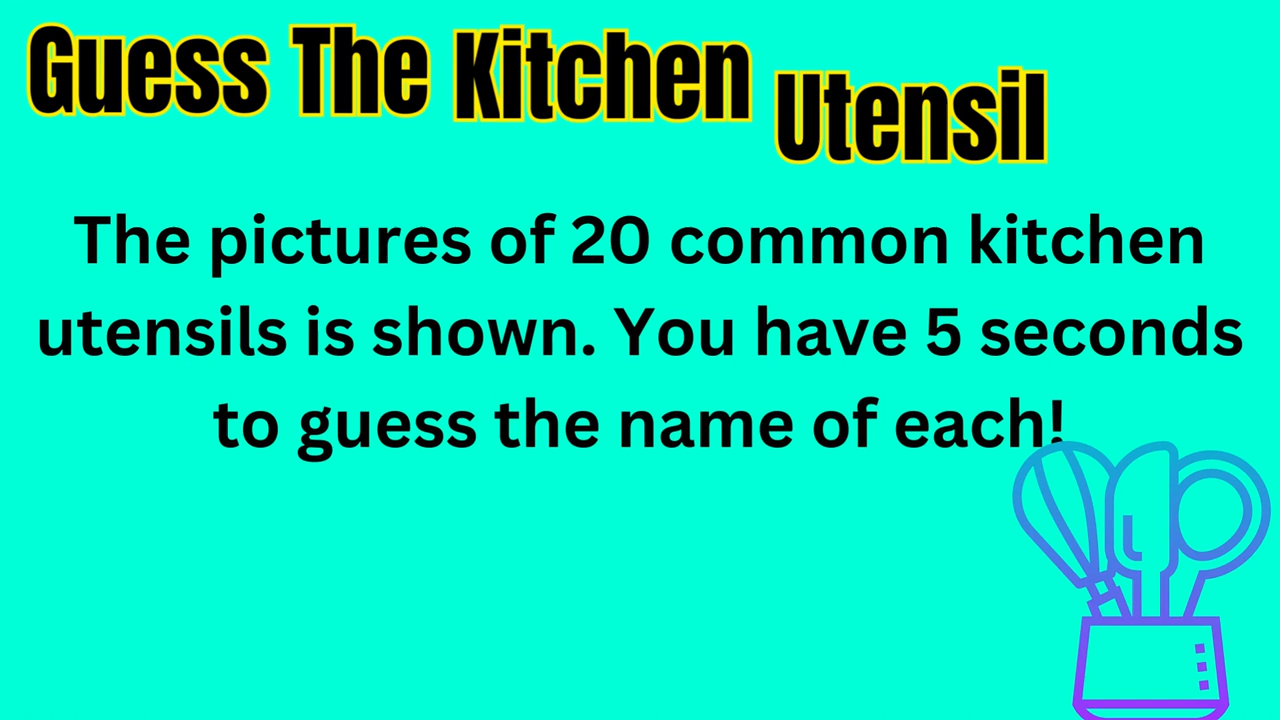 Guess The Kitchen Utensil
The pictures of 20 common kitchen
utensils is shown. You have 5 seconds
to guess the name of each!